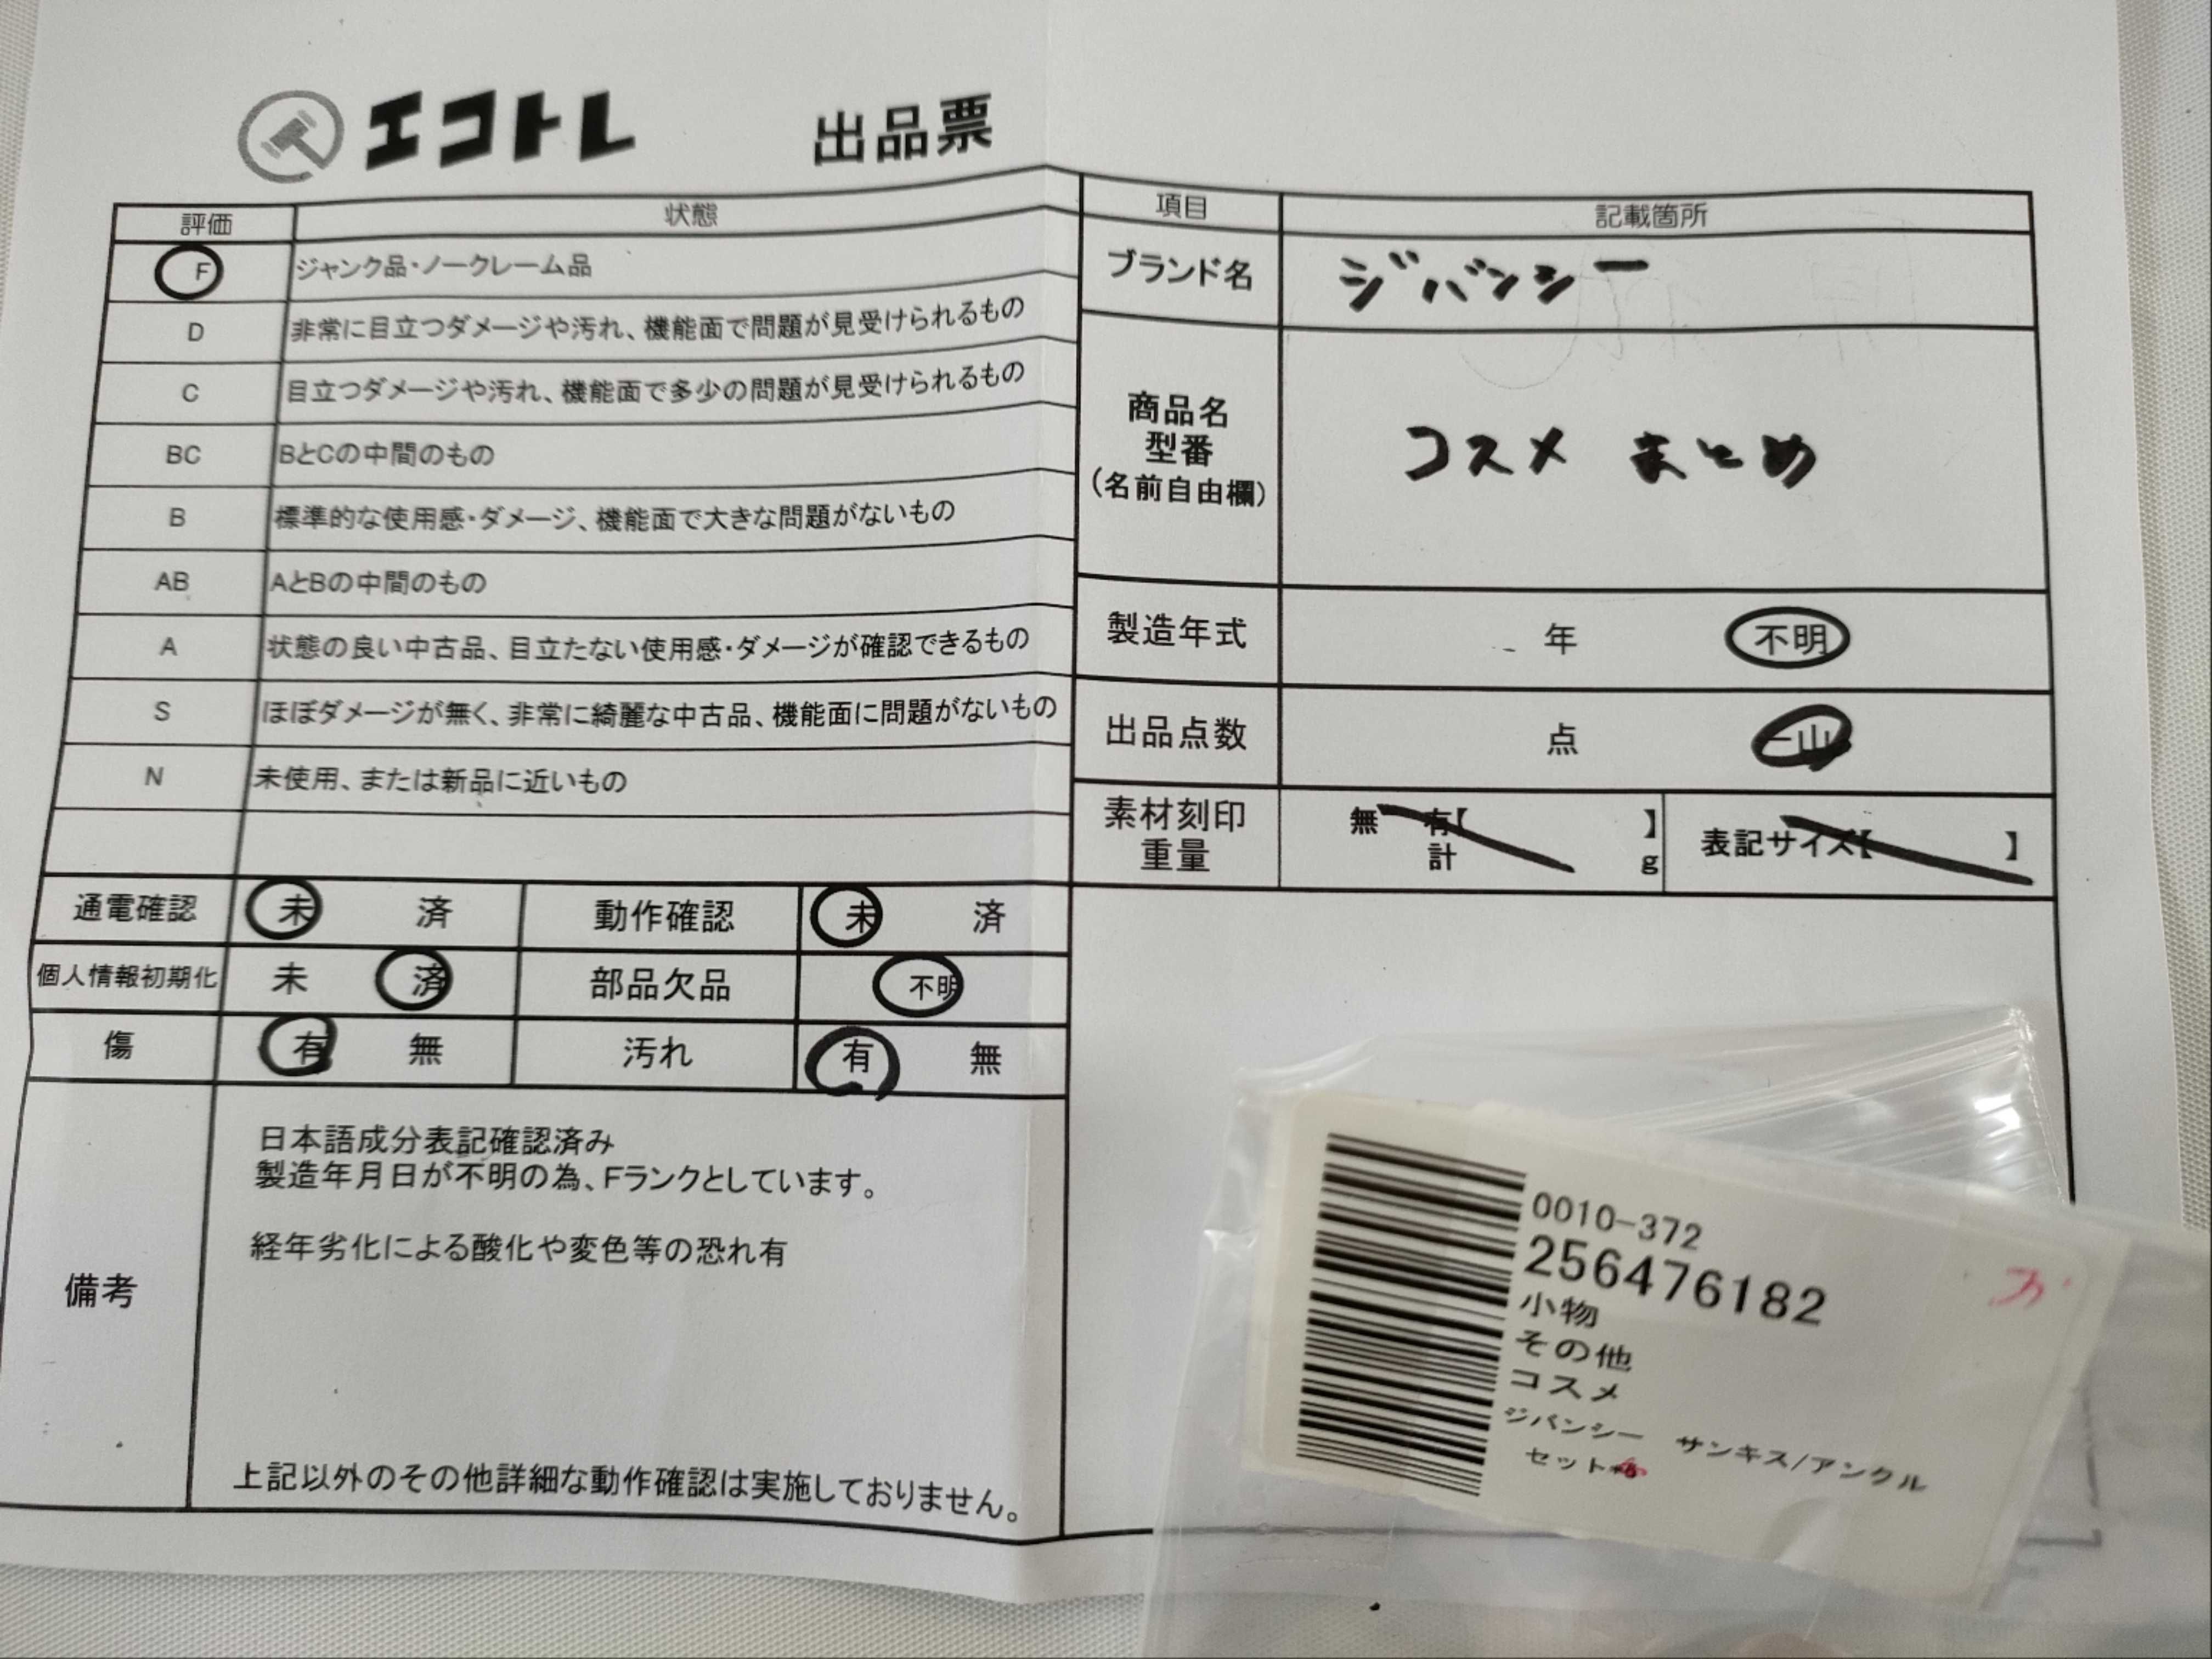 エコトレ 出品票
評価 状態
F ジャンク品・ノークレーム品
D 非常に目立つダメージや汚れ、機能面で問題が見受けられるもの
C 目立つダメージや汚れ、機能面で多少の問題が見受けられるもの
BC BとCの中間のもの
B 標準的な使用感・ダメージ、機能面で大きな問題がないもの
AB AとBの中間のもの
A 状態の良い中古品、目立たない使用感・ダメージが確認できるもの
S ほぼダメージが無く、非常に綺麗な中古品、機能面に問題がないもの
N 未使用、または新品に近いもの
通電確認 未 済 動作確認 未 済
個人情報初期化 未 済 部品欠品 不明
傷 有 無 汚れ 有 無
備考
日本語成分表記確認済み
製造年月日が不明の為、Fランクとしています。
経年劣化による酸化や変色等の恐れ有
上記以外のその他詳細な動作確認は実施しておりません。
項目 記載箇所
ブランド名 ジバンシー
商品名
型番
(名前自由欄)
コスメ まとめ
製造年式 年 不明
出品点数 点 一山
素材刻印
重量
無 有【 】
計 g
表記サイズ【 】
0010-372
256476182
小物
その他
コスメ
ジバンシー サンキス/アンクル
セット